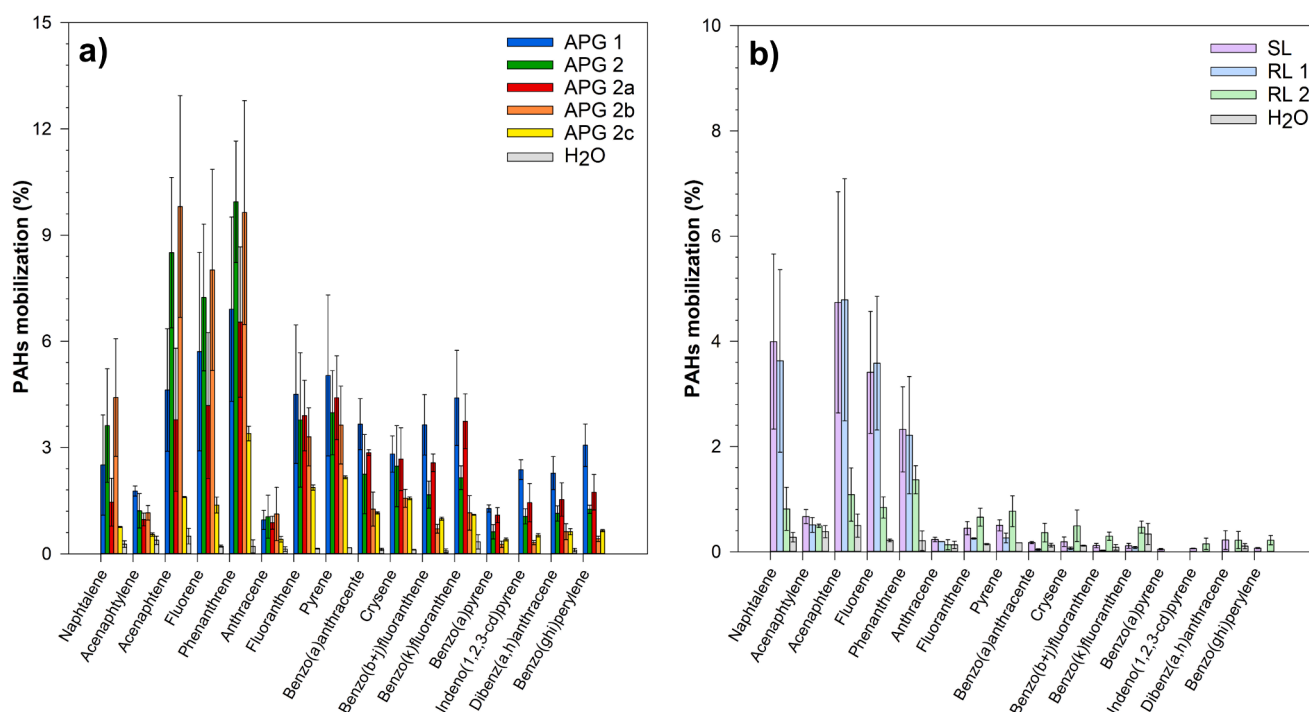 a)
PAHs mobilization (%)
15
12
9
6
3
0
APG 1
APG 2
APG 2a
APG 2b
APG 2c
H2O
Naphtalene
Acenaphtylene
Acenaphtene
Fluorene
Phenanthrene
Anthracene
Fluoranthene
Pyrene
Benzo(a)anthracente
Crysene
Benzo(b+j)fluoranthene
Benzo(k)fluoranthene
Benzo(a)pyrene
Indeno(1,2,3-cd)pyrene
Dibenz(a,h)anthracene
Benzo(ghi)perylene
b)
PAHs mobilization (%)
10
8
6
4
2
0
SL
RL 1
RL 2
H2O
Naphtalene
Acenaphtylene
Acenaphtene
Fluorene
Phenanthrene
Anthracene
Fluoranthene
Pyrene
Benzo(a)anthracente
Crysene
Benzo(b+j)fluoranthene
Benzo(k)fluoranthene
Benzo(a)pyrene
Indeno(1,2,3-cd)pyrene
Dibenz(a,h)anthracene
Benzo(ghi)perylene